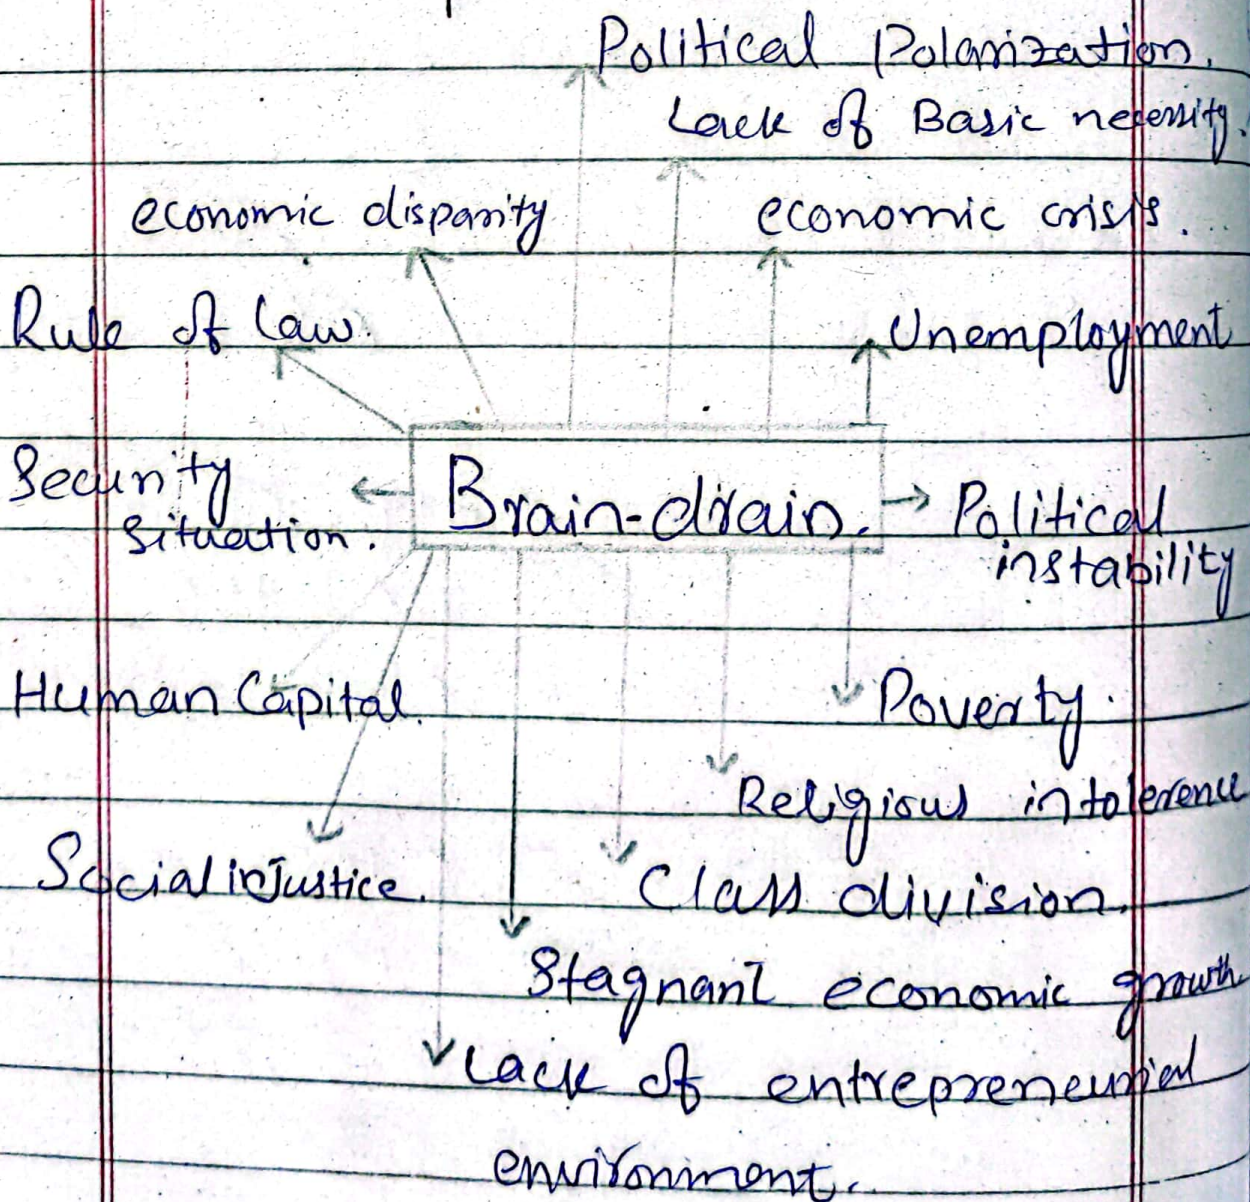 Political Polarization.
Lack of Basic necessity.
economic disparity
economic crisis.
Rule of law.
Unemployment
Security
situation.
Brain-drain.
Political
instability
Human Capital.
Poverty.
Religious intolerence
Social injustice.
Class division.
Stagnant economic growth
Lack of entrepreneurial
environment.